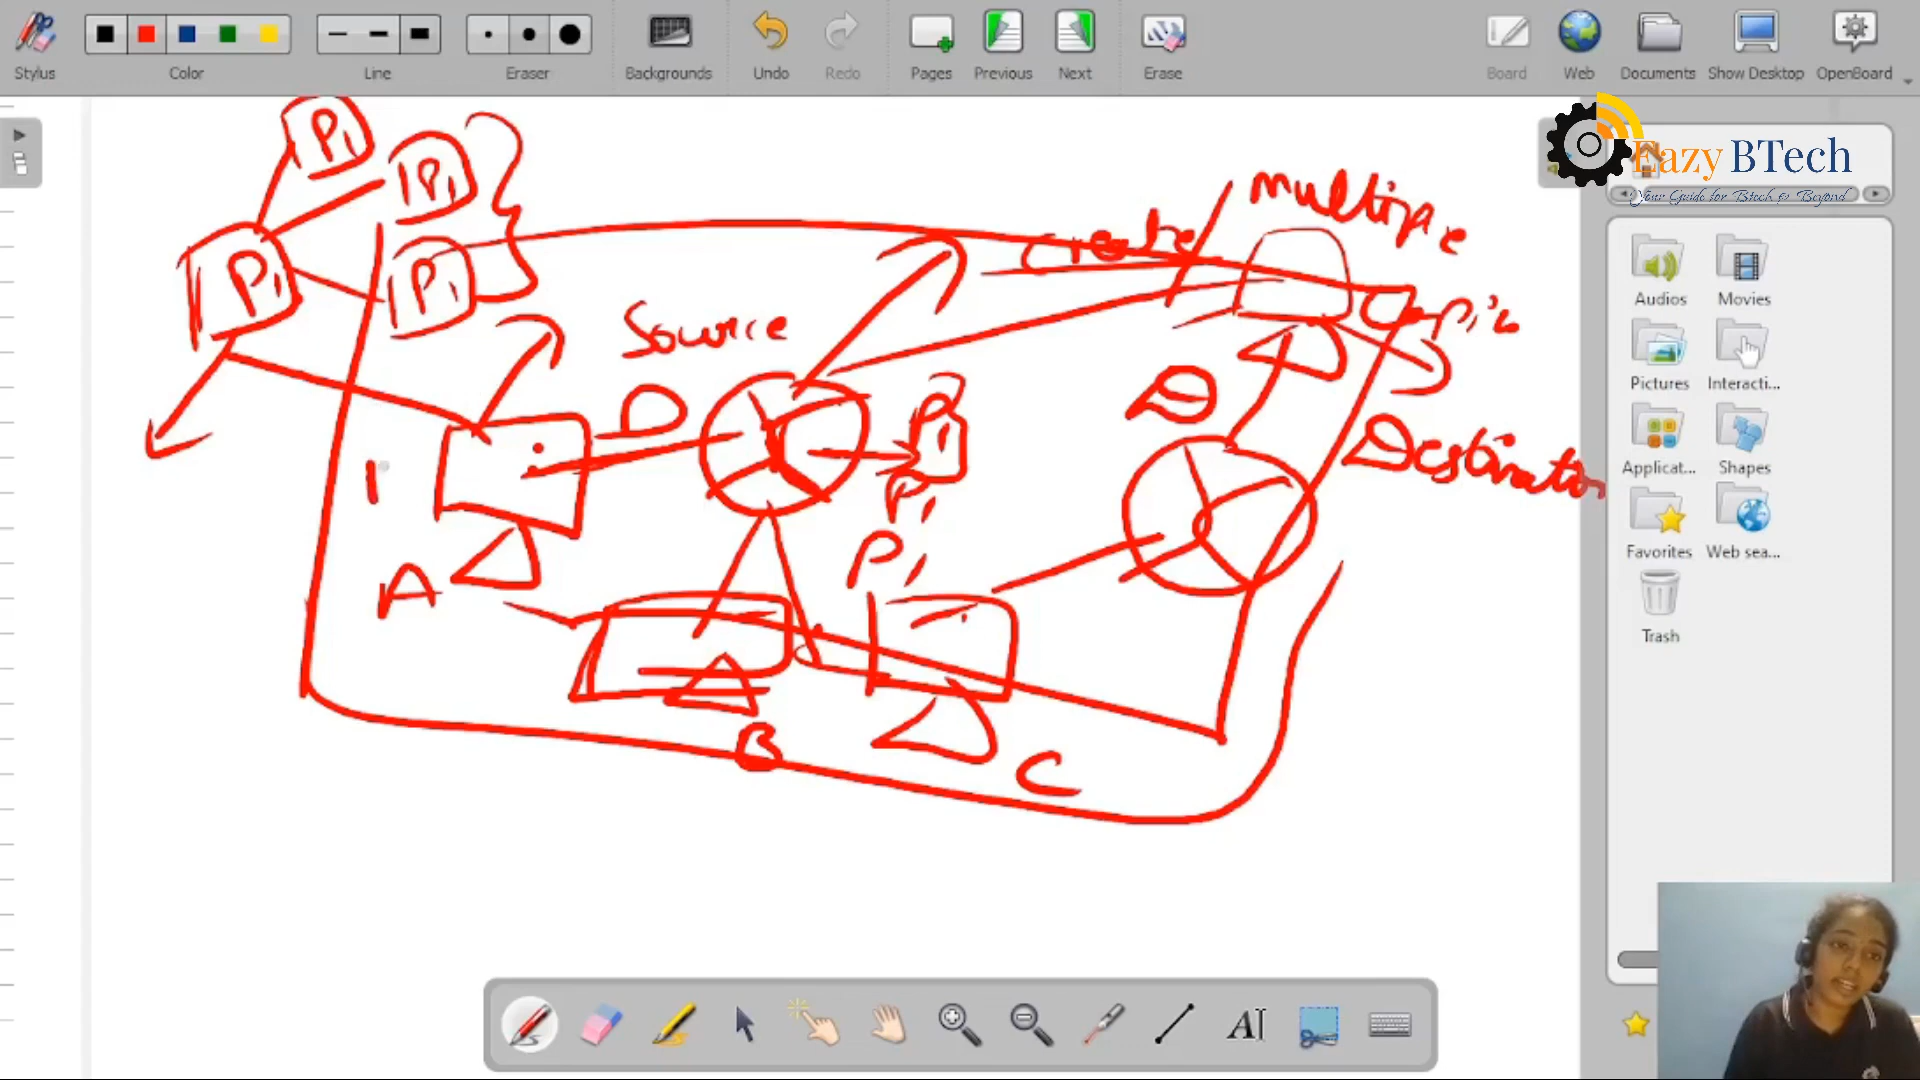 Stylus
Color
Line
Eraser
Backgrounds
Undo
Redo
Pages
Previous
Next
Erase
Board
Web
Documents
Show Desktop
OpenBoard
Eazy BTech
Your Guide for Btech & Beyond
P1
P1
P1
P1
Create
multiple
Copies
Source
D
P1
P1
D
Destination
1
A
B
C
Audios
Movies
Pictures
Interacti...
Applicat...
Shapes
Favorites
Web sea...
Trash